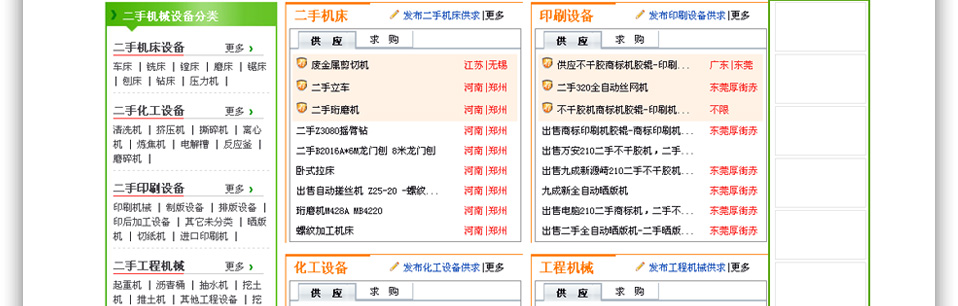 二手机械设备分类
二手机床设备 更多
车床 | 铣床 | 镗床 | 磨床 | 锯床
| 刨床 | 钻床 | 压力机 |
二手化工设备 更多
清洗机 | 挤压机 | 撕碎机 | 离心
机 | 炼焦机 | 电解槽 | 反应釜 |
磨碎机 |
二手印刷设备 更多
印刷机械 | 制版设备 | 排版设备 |
印后加工设备 | 其它未分类 | 晒版
机 | 切纸机 | 进口印刷机 |
二手工程机械 更多
起重机 | 沥青桶 | 抽水机 | 挖土
机 | 推土机 | 其他工程设备 | 挖
二手机床 发布二手机床供求|更多
供 应 求 购
废金属剪切机 江苏|无锡
二手立车 河南|郑州
二手珩磨机 河南|郑州
二手Z3080摇臂钻 河南|郑州
二手B2016A*6M龙门刨 8米龙门刨 河南|郑州
卧式拉床 河南|郑州
出售自动搓丝机 Z25-20 -螺纹... 河南|郑州
珩磨机M428A MB4220 河南|郑州
螺纹加工机床 河南|郑州
印刷设备 发布印刷设备供求|更多
供 应 求 购
供应不干胶商标机胶辊-印刷... 广东|东莞
二手320全自动丝网机 东莞厚街赤
不干胶机商标机胶辊-印刷机... 不限
出售商标印刷机胶辊-商标印刷机... 东莞厚街赤
出售万安210二手不干胶机，二手...
出售九成新源崎210二手不干胶机... 东莞厚街赤
九成新全自动晒版机 东莞厚街赤
出售电脑210二手商标机，二手不... 东莞厚街赤
出售二手全自动晒版机-二手晒版... 东莞厚街赤
化工设备 发布化工设备供求|更多
供 应 求 购
工程机械 发布工程机械供求|更多
供 应 求 购